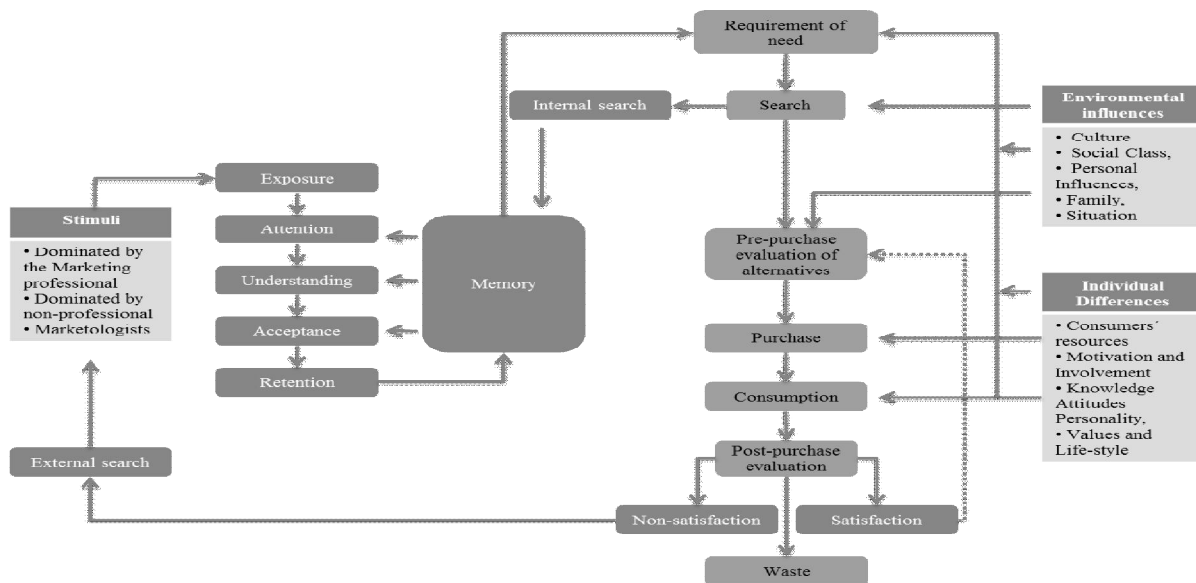 Requirement of
need
Internal search
Search
Environmental
influences
• Culture
• Social Class,
• Personal
Influences,
• Family,
• Situation
Exposure
Stimuli
• Dominated by
the Marketing
professional
• Dominated by
non-professional
• Marketologists
Attention
Understanding
Acceptance
Retention
Memory
Pre-purchase
evaluation of
alternatives
Individual
Differences
• Consumers´
resources
• Motivation and
Involvement
• Knowledge
Attitudes
Personality,
• Values and
Life-style
Purchase
Consumption
External search
Post-purchase
evaluation
Non-satisfaction
Satisfaction
Waste